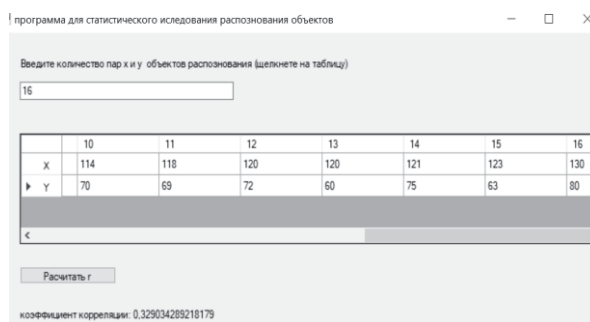 программа для статистического иследования распознования объектов
Введите количество пар x и y объектов распознования (щелкнете на таблицу)
16
10 11 12 13 14 15 16
X 114 118 120 120 121 123 130
Y 70 69 72 60 75 63 80
Расчитать r
коэффициент корреляции: 0,329034289218179